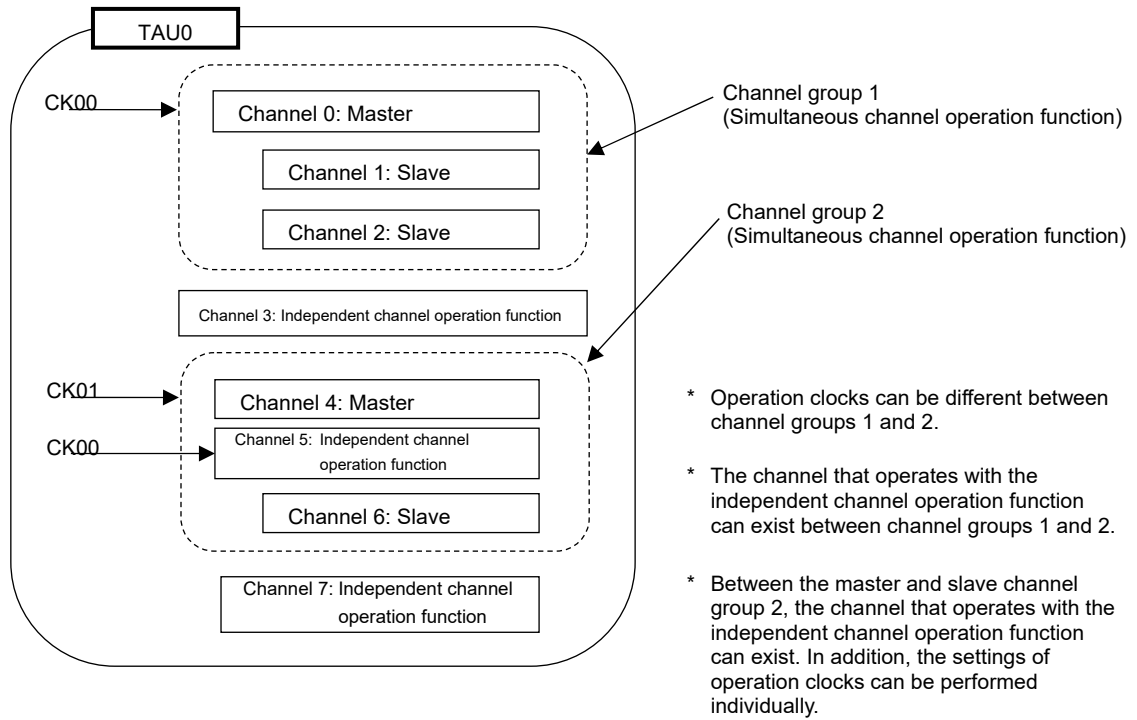 TAU0
CK00
Channel 0: Master
Channel 1: Slave
Channel 2: Slave
Channel group 1
(Simultaneous channel operation function)
Channel group 2
(Simultaneous channel operation function)
Channel 3: Independent channel operation function
CK01
Channel 4: Master
CK00
Channel 5: Independent channel
operation function
Channel 6: Slave
Channel 7: Independent channel
operation function
* Operation clocks can be different between
channel groups 1 and 2.
* The channel that operates with the
independent channel operation function
can exist between channel groups 1 and 2.
* Between the master and slave channel
group 2, the channel that operates with the
independent channel operation function
can exist. In addition, the settings of
operation clocks can be performed
individually.